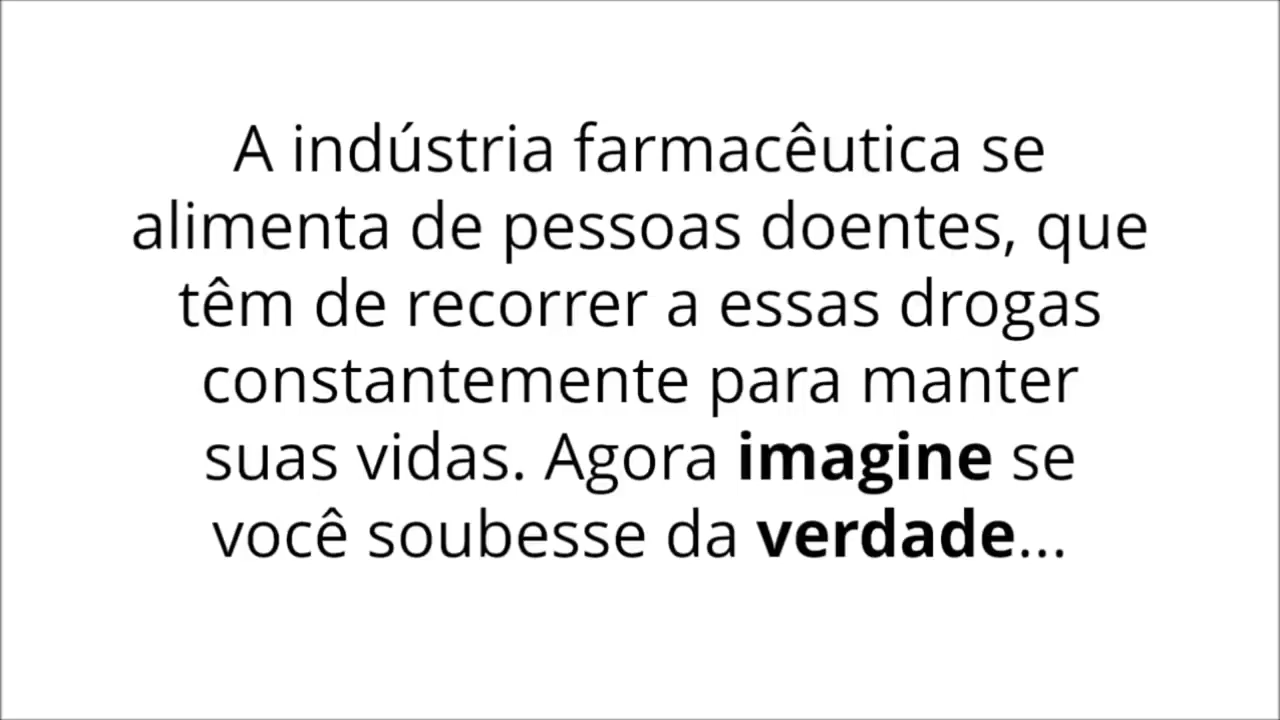 A indústria farmacêutica se
alimenta de pessoas doentes, que
têm de recorrer a essas drogas
constantemente para manter
suas vidas. Agora imagine se
você soubesse da verdade...